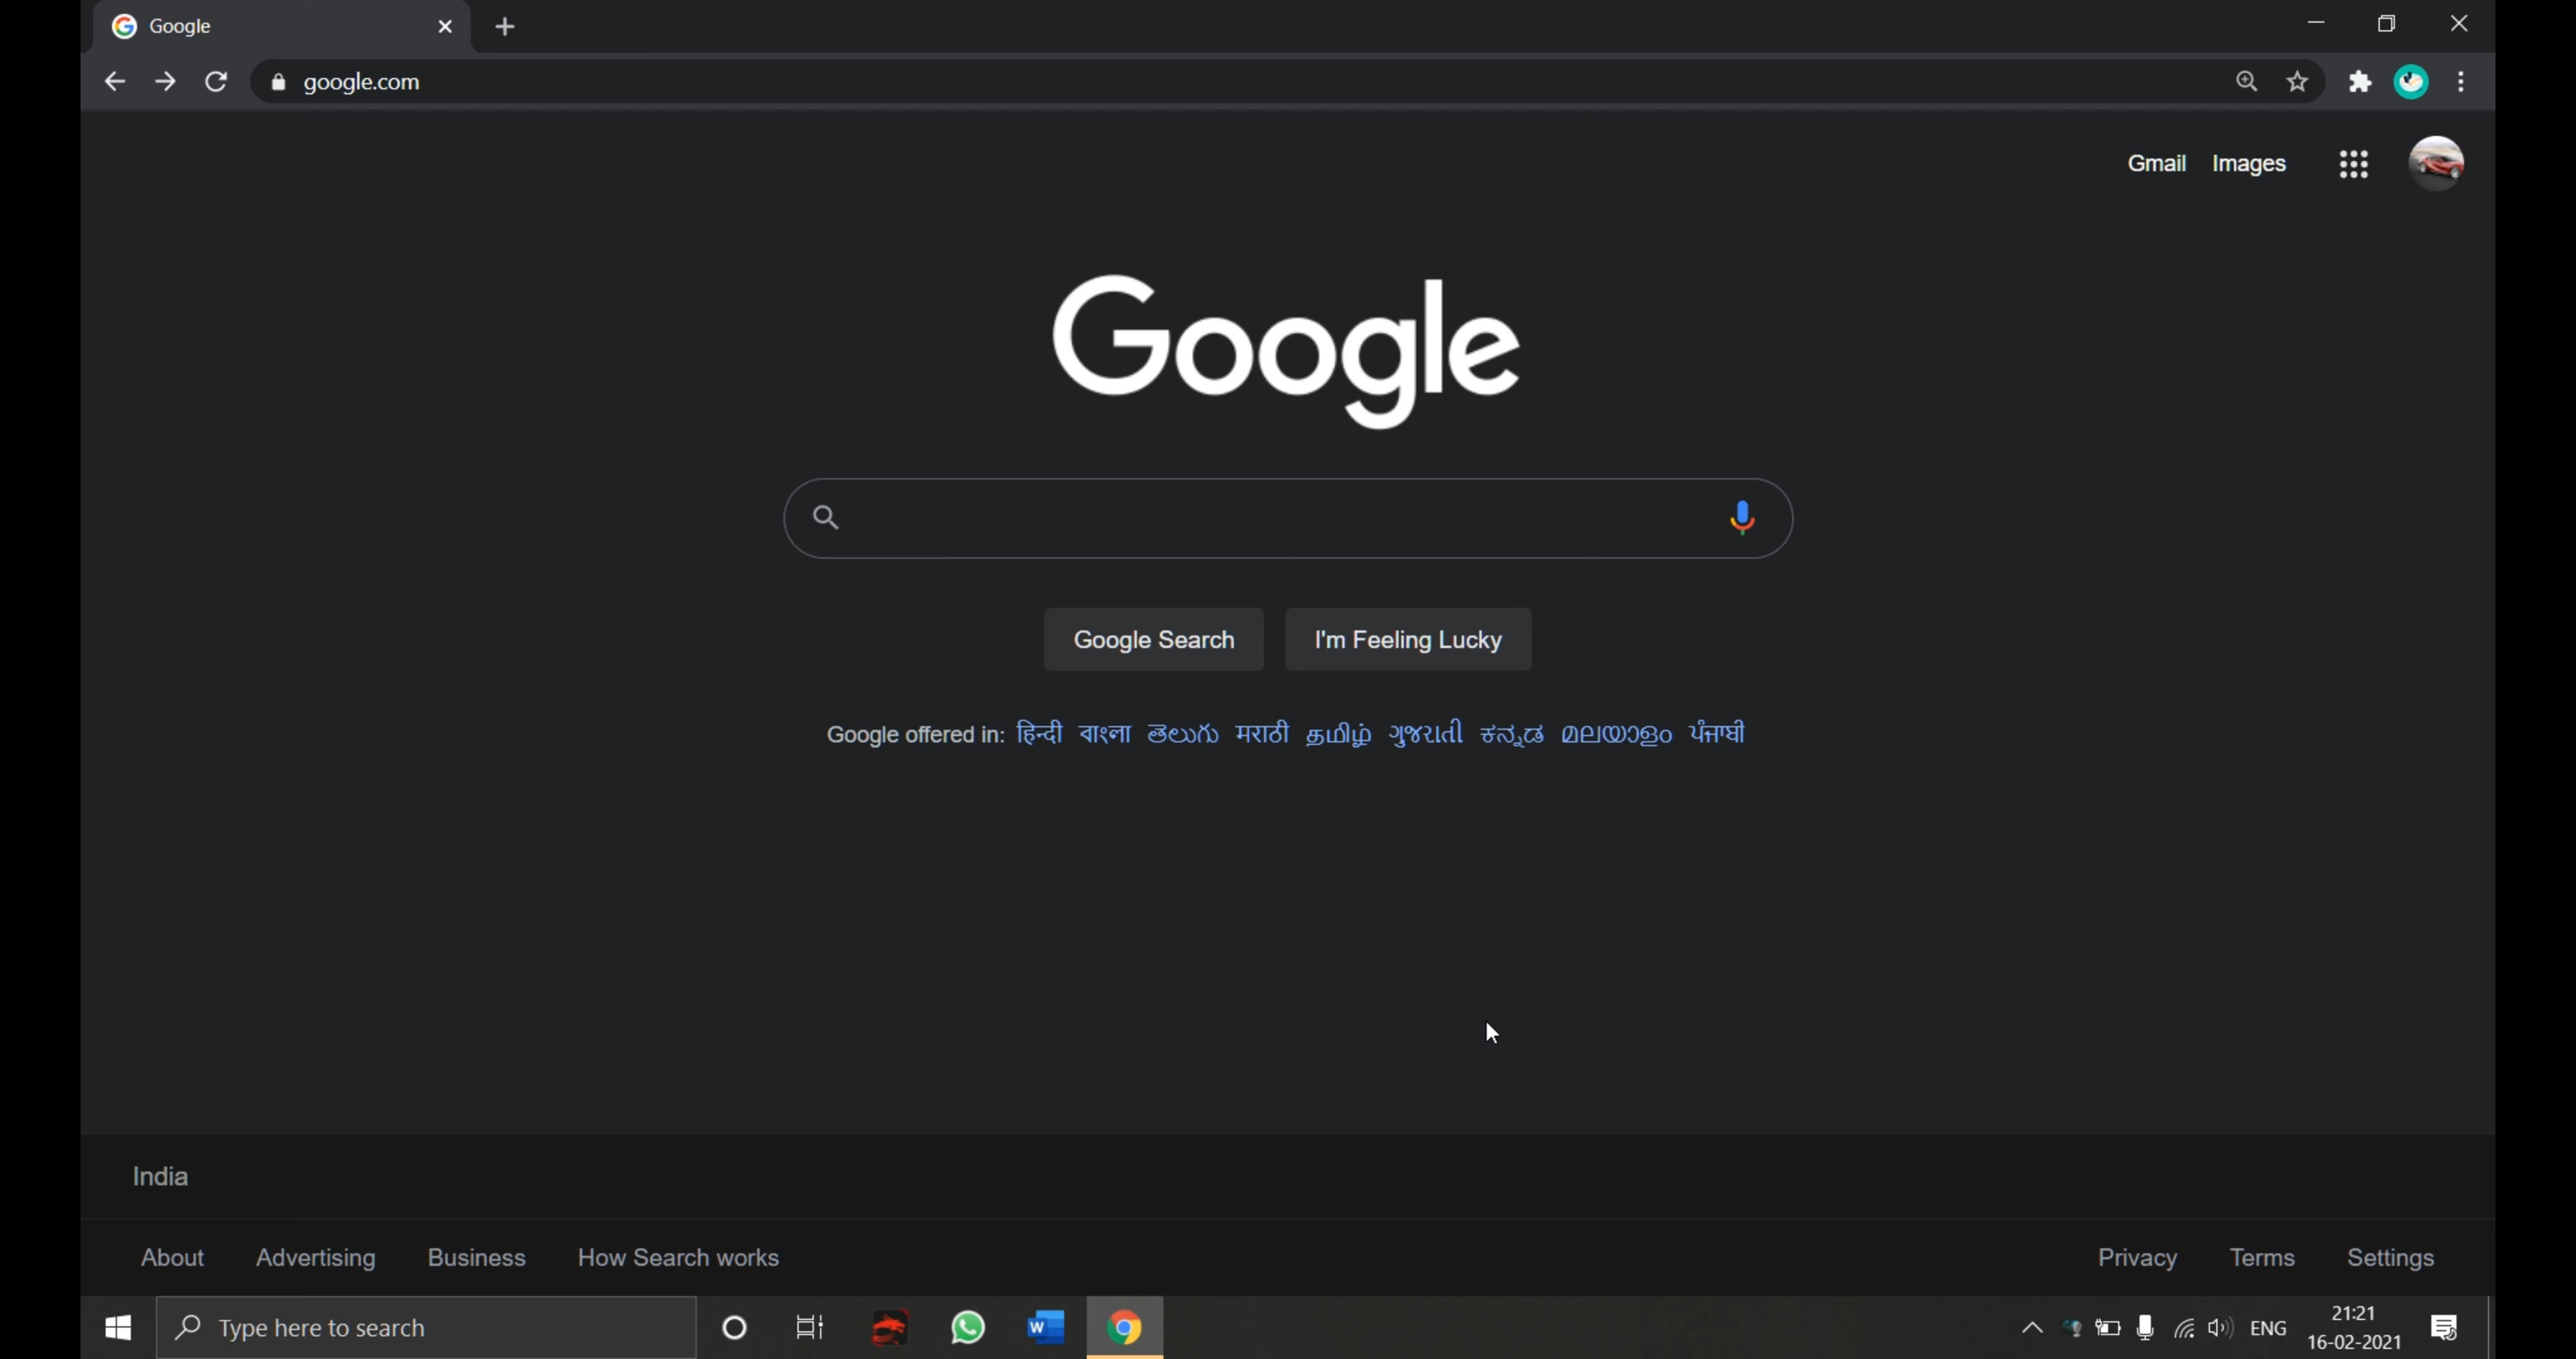 Google
google.com
Gmail Images
Google
Google Search I'm Feeling Lucky
Google offered in: हिन्दी বাংলা తెలుగు मराठी தமிழ் ગુજરાતી ಕನ್ನಡ മലയാളം ਪੰਜਾਬੀ
India
About Advertising Business How Search works Privacy Terms Settings
Type here to search ENG 21:21
16-02-2021